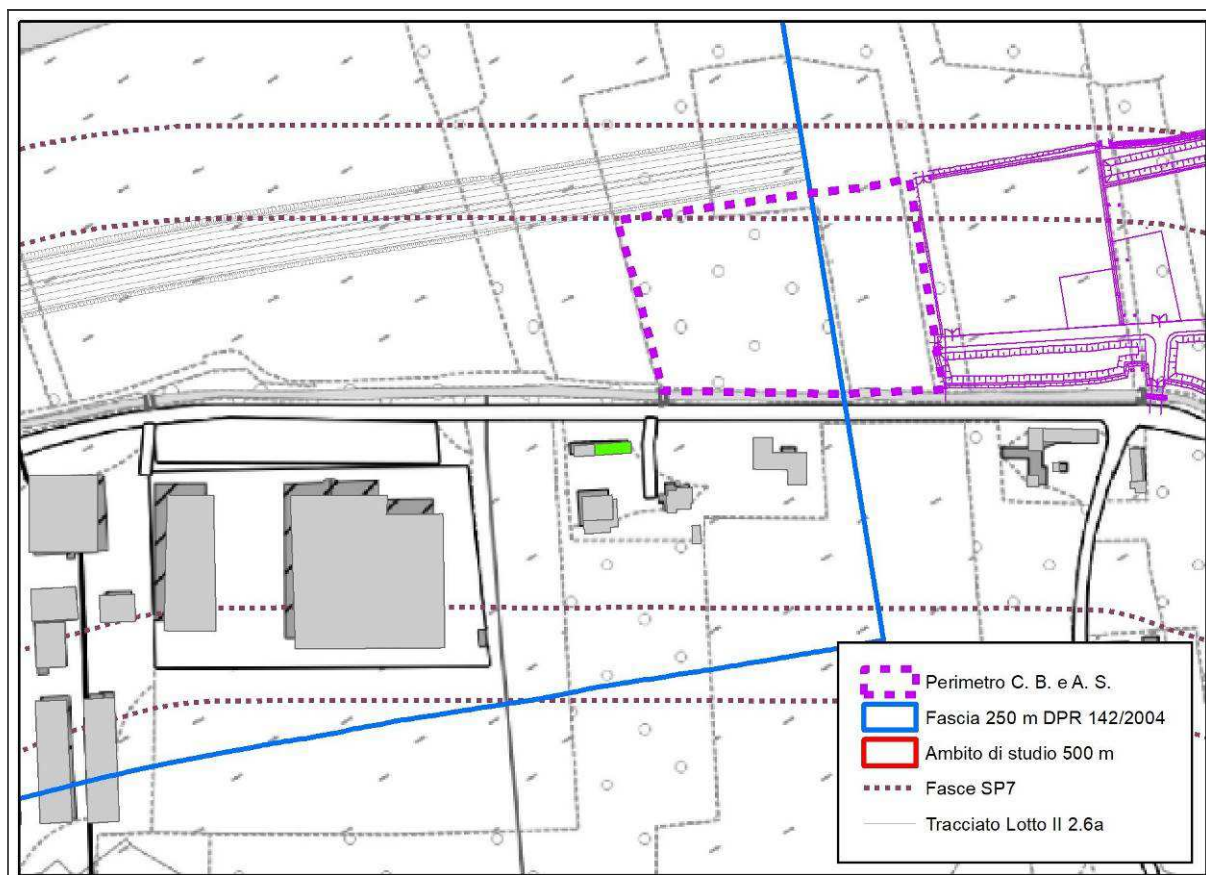 Perimetro C. B. e A. S.
Fascia 250 m DPR 142/2004
Ambito di studio 500 m
Fasce SP7
Tracciato Lotto II 2.6a